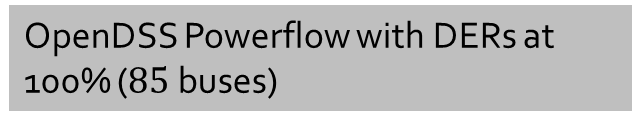 OpenDSS Powerflow with DERs at
100% (85 buses)